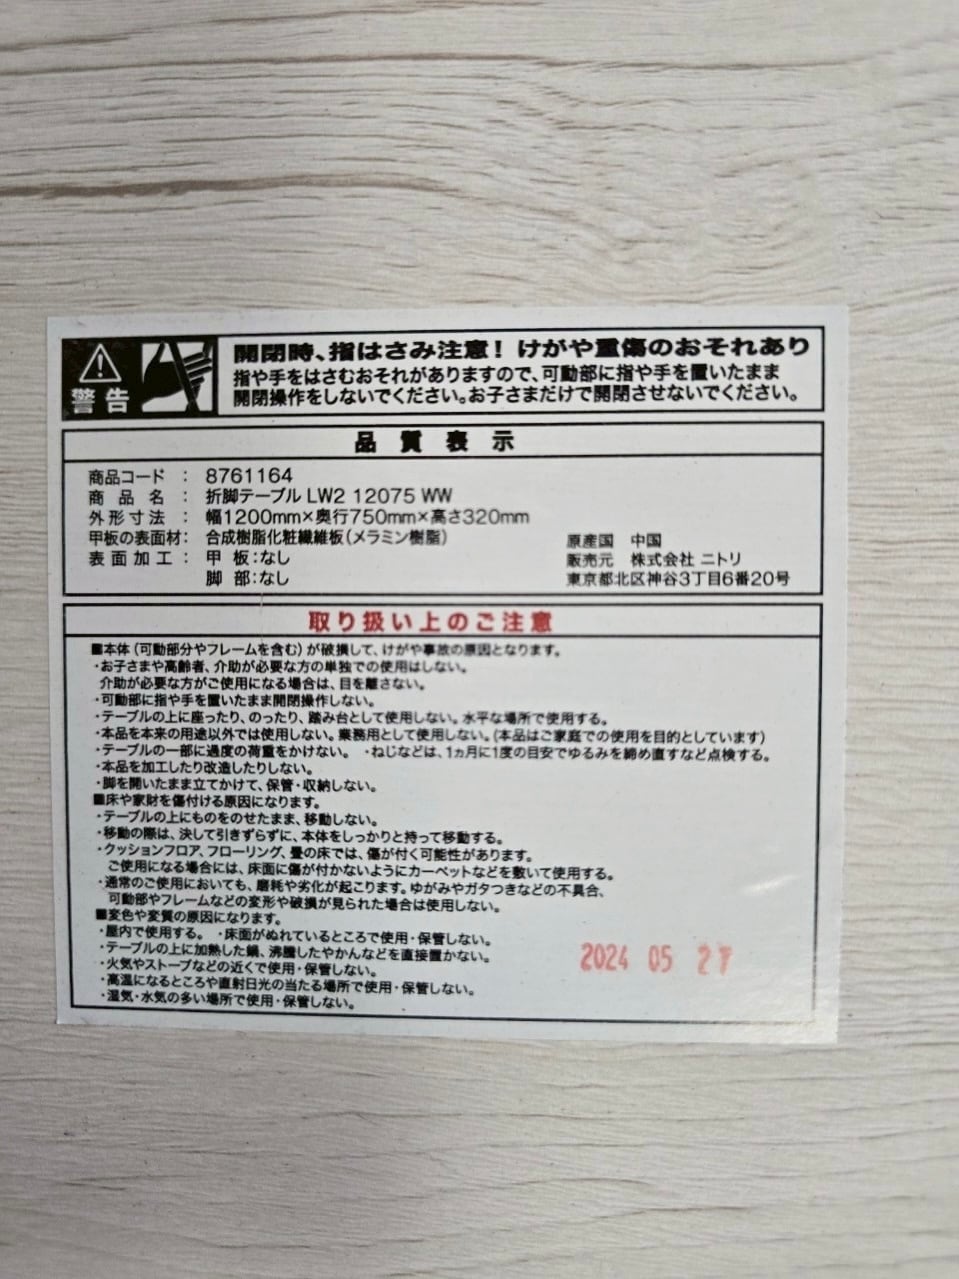 警告
開閉時、指はさみ注意！けがや重傷のおそれあり
指や手をはさむおそれがありますので、可動部に指や手を置いたまま
開閉操作をしないでください。お子さまだけで開閉させないでください。
品質表示
商品コード : 8761164
商品名 : 折脚テーブル LW2 12075 WW
外形寸法 : 幅1200mm×奥行750mm×高さ320mm
甲板の表面材: 合成樹脂化粧繊維板(メラミン樹脂)
表面加工 : 甲板:なし
脚部:なし
原産国 中国
販売元 株式会社 ニトリ
東京都北区神谷3丁目6番20号
取り扱い上のご注意
■本体(可動部分やフレームを含む)が破損して、けがや事故の原因となります。
・お子さまや高齢者、介助が必要な方の単独での使用はしない。
介助が必要な方がご使用になる場合は、目を離さない。
・可動部に指や手を置いたまま開閉操作しない。
・テーブルの上に座ったり、のったり、踏み台として使用しない。水平な場所で使用する。
・本品を本来の用途以外では使用しない。業務用として使用しない。(本品はご家庭での使用を目的としています)
・テーブルの一部に過度の荷重をかけない。 ・ねじなどは、1ヵ月に1度の目安でゆるみを締め直すなど点検する。
・本品を加工したり改造したりしない。
・脚を開いたまま立てかけて、保管・収納しない。
■床や家財を傷付ける原因になります。
・テーブルの上にものをのせたまま、移動しない。
・移動の際は、決して引きずらずに、本体をしっかりと持って移動する。
・クッションフロア、フローリング、畳の床では、傷が付く可能性があります。
ご使用になる場合には、床面に傷が付かないようにカーペットなどを敷いて使用する。
・通常のご使用においても、磨耗や劣化が起こります。ゆがみやガタつきなどの不具合、
可動部やフレームなどの変形や破損が見られた場合は使用しない。
■変色や変質の原因になります。
・屋内で使用する。 ・床面がぬれているところで使用・保管しない。
・テーブルの上に加熱した鍋、沸騰したやかんなどを直接置かない。
・火気やストーブなどの近くで使用・保管しない。
・高温になるところや直射日光の当たる場所で使用・保管しない。
・湿気・水気の多い場所で使用・保管しない。
2024 05 27